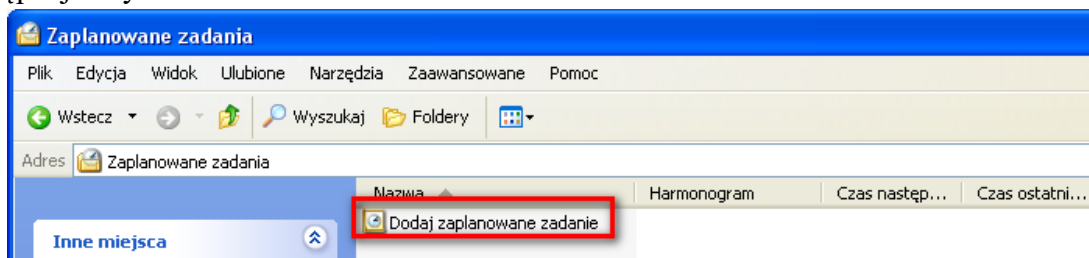 Zaplanowane zadania
Plik Edycja Widok Ulubione Narzędzia Zaawansowane Pomoc
Wstecz Wyszukaj Foldery
Adres Zaplanowane zadania
Nazwa Harmonogram Czas następ... Czas ostatni...
Dodaj zaplanowane zadanie
Inne miejsca